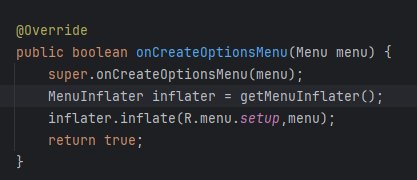 @Override
public boolean onCreateOptionsMenu(Menu menu) {
    super.onCreateOptionsMenu(menu);
    MenuInflater inflater = getMenuInflater();
    inflater.inflate(R.menu.setup,menu);
    return true;
}